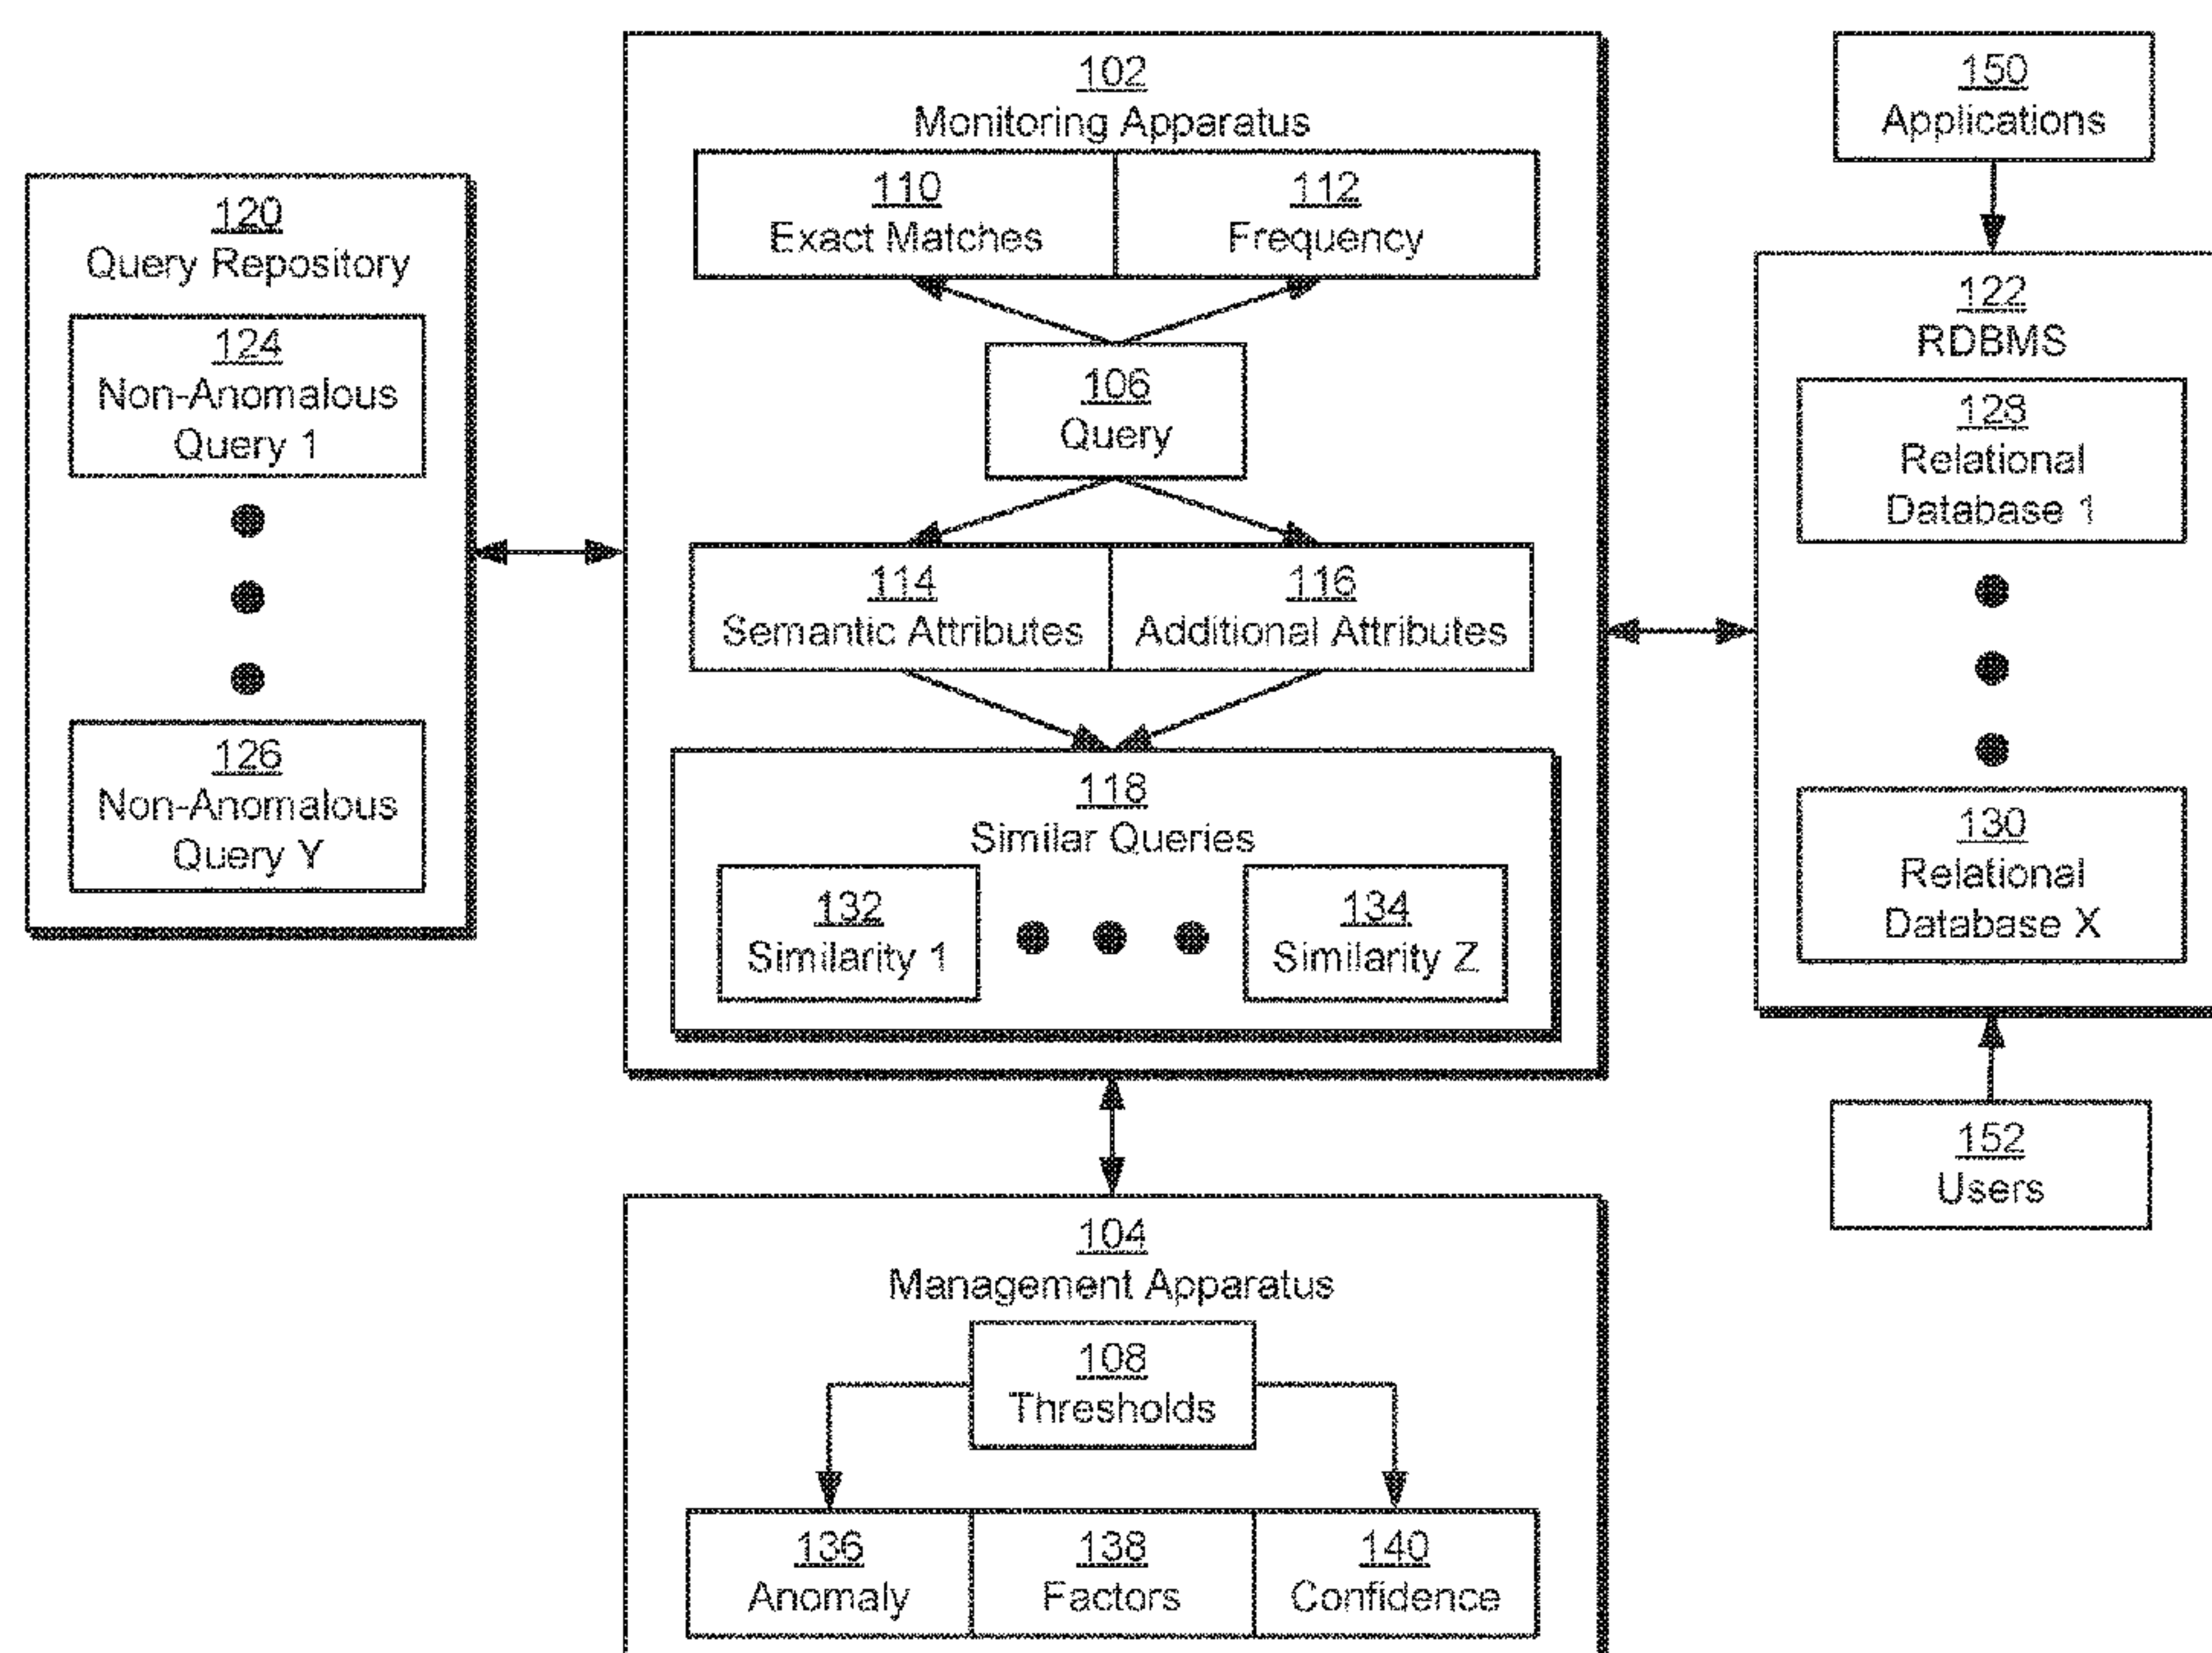 102
Monitoring Apparatus
110
Exact Matches
112
Frequency
106
Query
114
Semantic Attributes
116
Additional Attributes
118
Similar Queries
132
Similarity 1
134
Similarity Z
120
Query Repository
124
Non-Anomalous
Query 1
126
Non-Anomalous
Query Y
150
Applications
122
RDBMS
128
Relational
Database 1
130
Relational
Database X
152
Users
104
Management Apparatus
108
Thresholds
136
Anomaly
138
Factors
140
Confidence